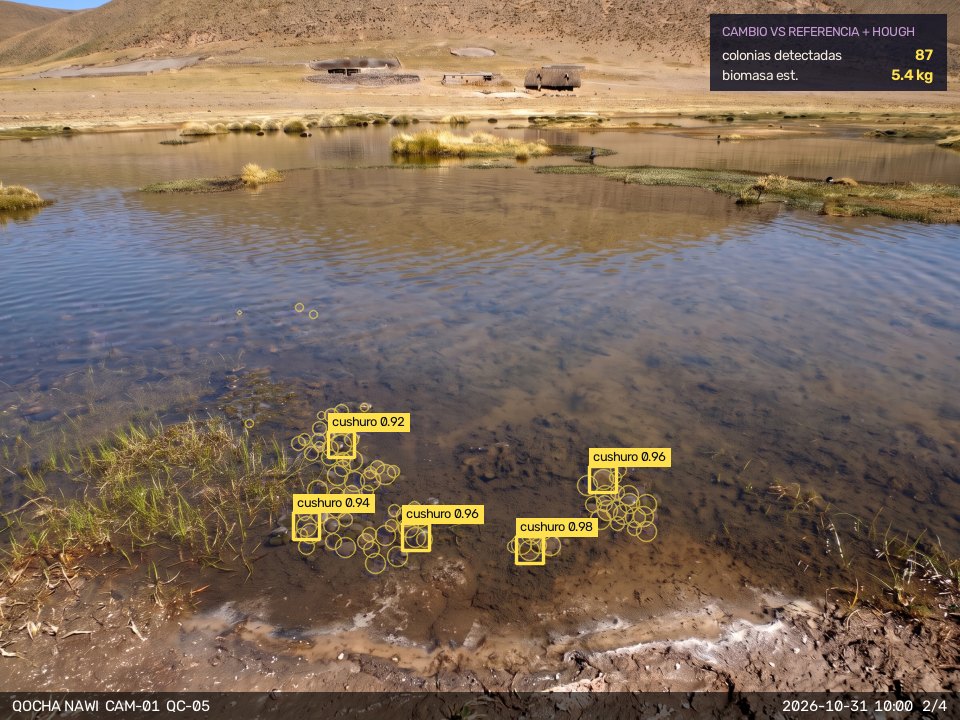 CAMBIO VS REFERENCIA + HOUGH
colonias detectadas 87
biomasa est. 5.4 kg
cushuro 0.92
cushuro 0.96
cushuro 0.94
cushuro 0.96
cushuro 0.98
QOCHA NAWI CAM-01 QC-05
2026-10-31 10:00 2/4